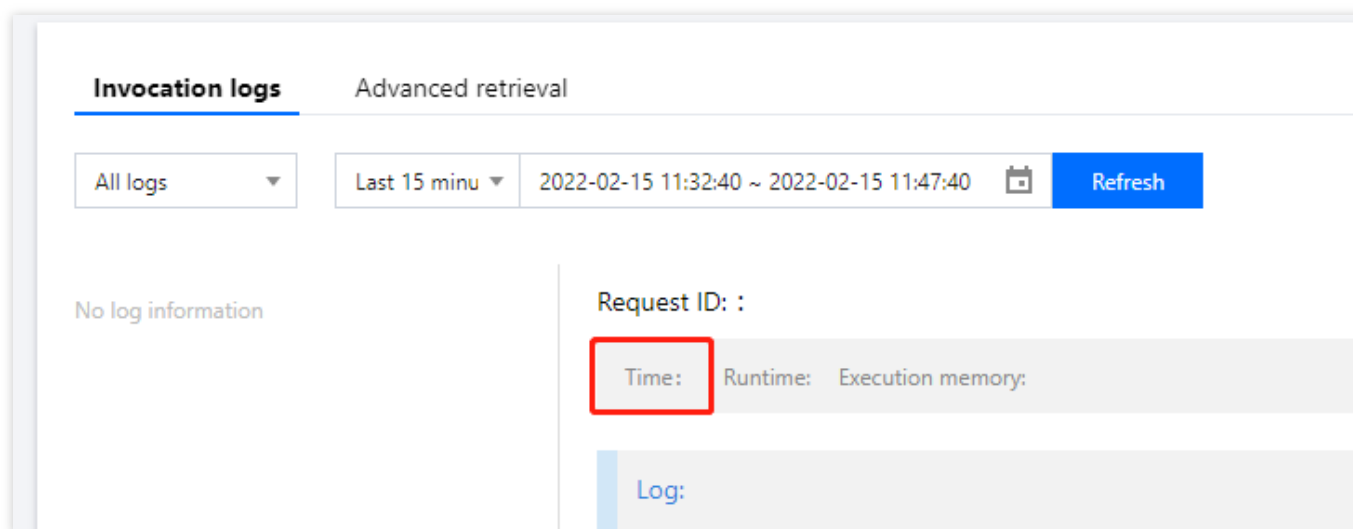 Invocation logs Advanced retrieval
All logs Last 15 minu 2022-02-15 11:32:40 ~ 2022-02-15 11:47:40 Refresh
No log information
Request ID: :
Time: Runtime: Execution memory:
Log: